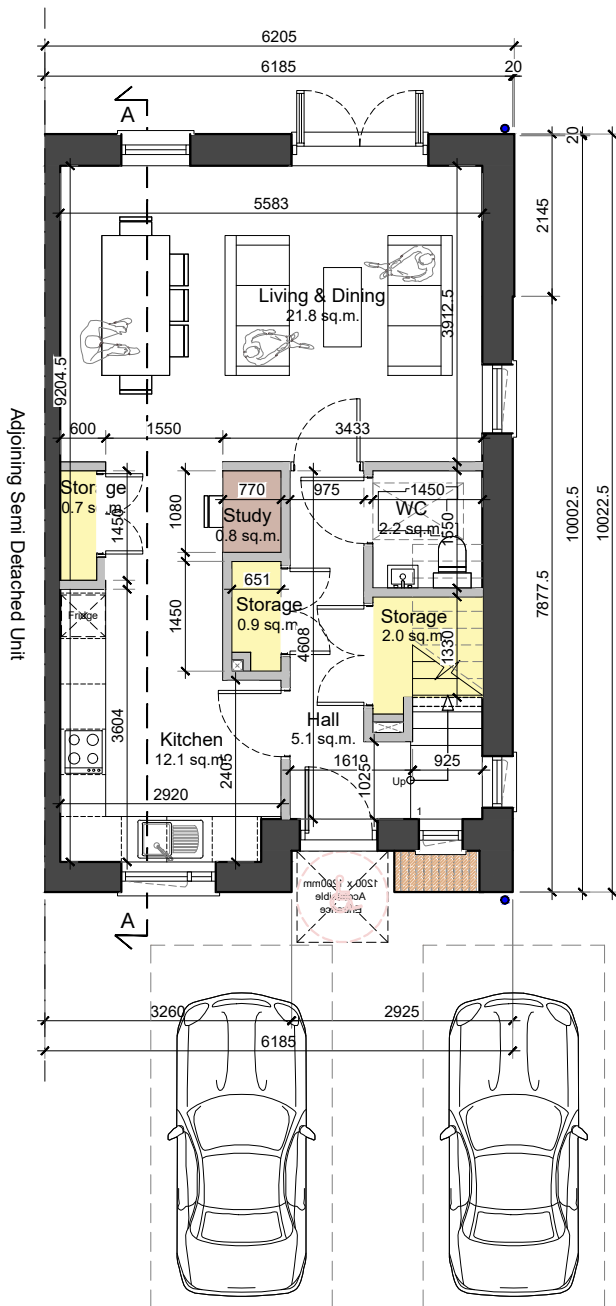 6205
6185
20
A
20
5583
2145
Living & Dining
21.8 sq.m.
3912.5
9204.5
600
1550
3433
Adjoining Semi Detached Unit
Storage
0.7 sq.m.
1450
1080
770
975
1450
Study
0.8 sq.m.
WC
2.2 sq.m.
1550
10002.5
10022.5
7877.5
651
1450
Storage
0.9 sq.m.
4608
Storage
2.0 sq.m.
1330
Fridge
3604
Kitchen
12.1 sq.m.
2405
Hall
5.1 sq.m.
1619
925
1025
Up
2920
1
1200 x 1200mm
Accessible
Entrance
A
3260
2925
6185